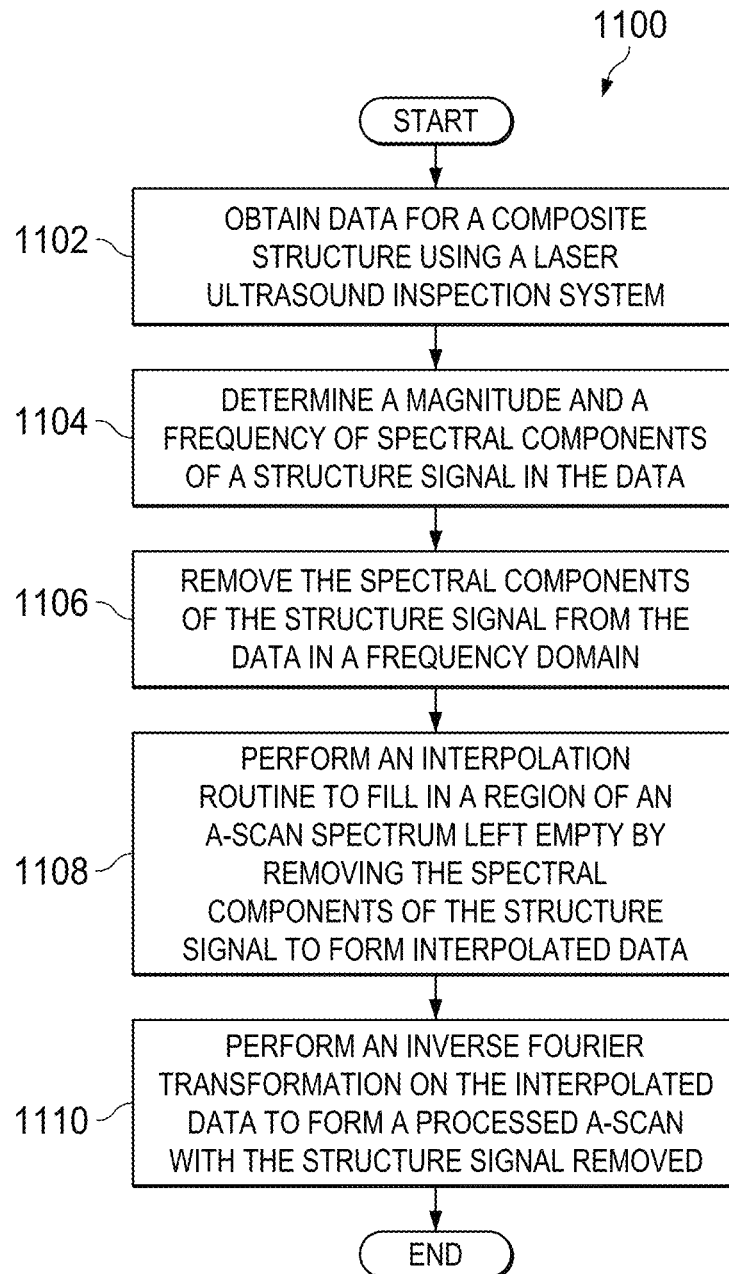 1100
START
1102
OBTAIN DATA FOR A COMPOSITE
STRUCTURE USING A LASER
ULTRASOUND INSPECTION SYSTEM
1104
DETERMINE A MAGNITUDE AND A
FREQUENCY OF SPECTRAL COMPONENTS
OF A STRUCTURE SIGNAL IN THE DATA
1106
REMOVE THE SPECTRAL COMPONENTS
OF THE STRUCTURE SIGNAL FROM THE
DATA IN A FREQUENCY DOMAIN
1108
PERFORM AN INTERPOLATION
ROUTINE TO FILL IN A REGION OF AN
A-SCAN SPECTRUM LEFT EMPTY BY
REMOVING THE SPECTRAL
COMPONENTS OF THE STRUCTURE
SIGNAL TO FORM INTERPOLATED DATA
1110
PERFORM AN INVERSE FOURIER
TRANSFORMATION ON THE INTERPOLATED
DATA TO FORM A PROCESSED A-SCAN
WITH THE STRUCTURE SIGNAL REMOVED
END